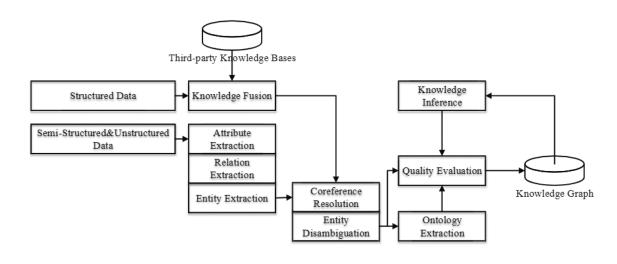 Third-party Knowledge Bases
Structured Data
Knowledge Fusion
Knowledge
Inference
Semi-Structured&Unstructured
Data
Attribute
Extraction
Relation
Extraction
Entity Extraction
Coreference
Resolution
Entity
Disambiguation
Quality Evaluation
Ontology
Extraction
Knowledge Graph